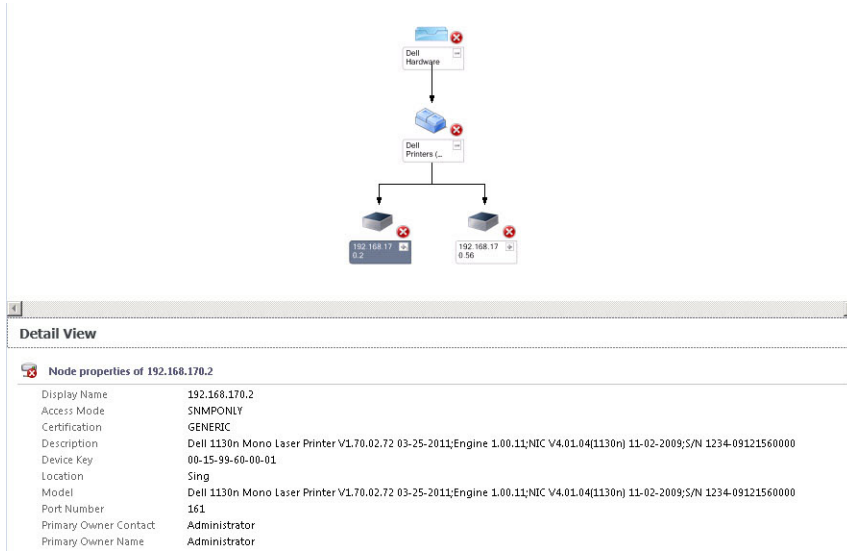 Dell
Hardware
Dell
Printers (...
192.168.17
0.2
192.168.17
0.56
Detail View
Node properties of 192.168.170.2
Display Name 192.168.170.2
Access Mode SNMPONLY
Certification GENERIC
Description Dell 1130n Mono Laser Printer V1.70.02.72 03-25-2011;Engine 1.00.11;NIC V4.01.04(1130n) 11-02-2009;S/N 1234-09121560000
Device Key 00-15-99-60-00-01
Location Sing
Model Dell 1130n Mono Laser Printer V1.70.02.72 03-25-2011;Engine 1.00.11;NIC V4.01.04(1130n) 11-02-2009;S/N 1234-09121560000
Port Number 161
Primary Owner Contact Administrator
Primary Owner Name Administrator